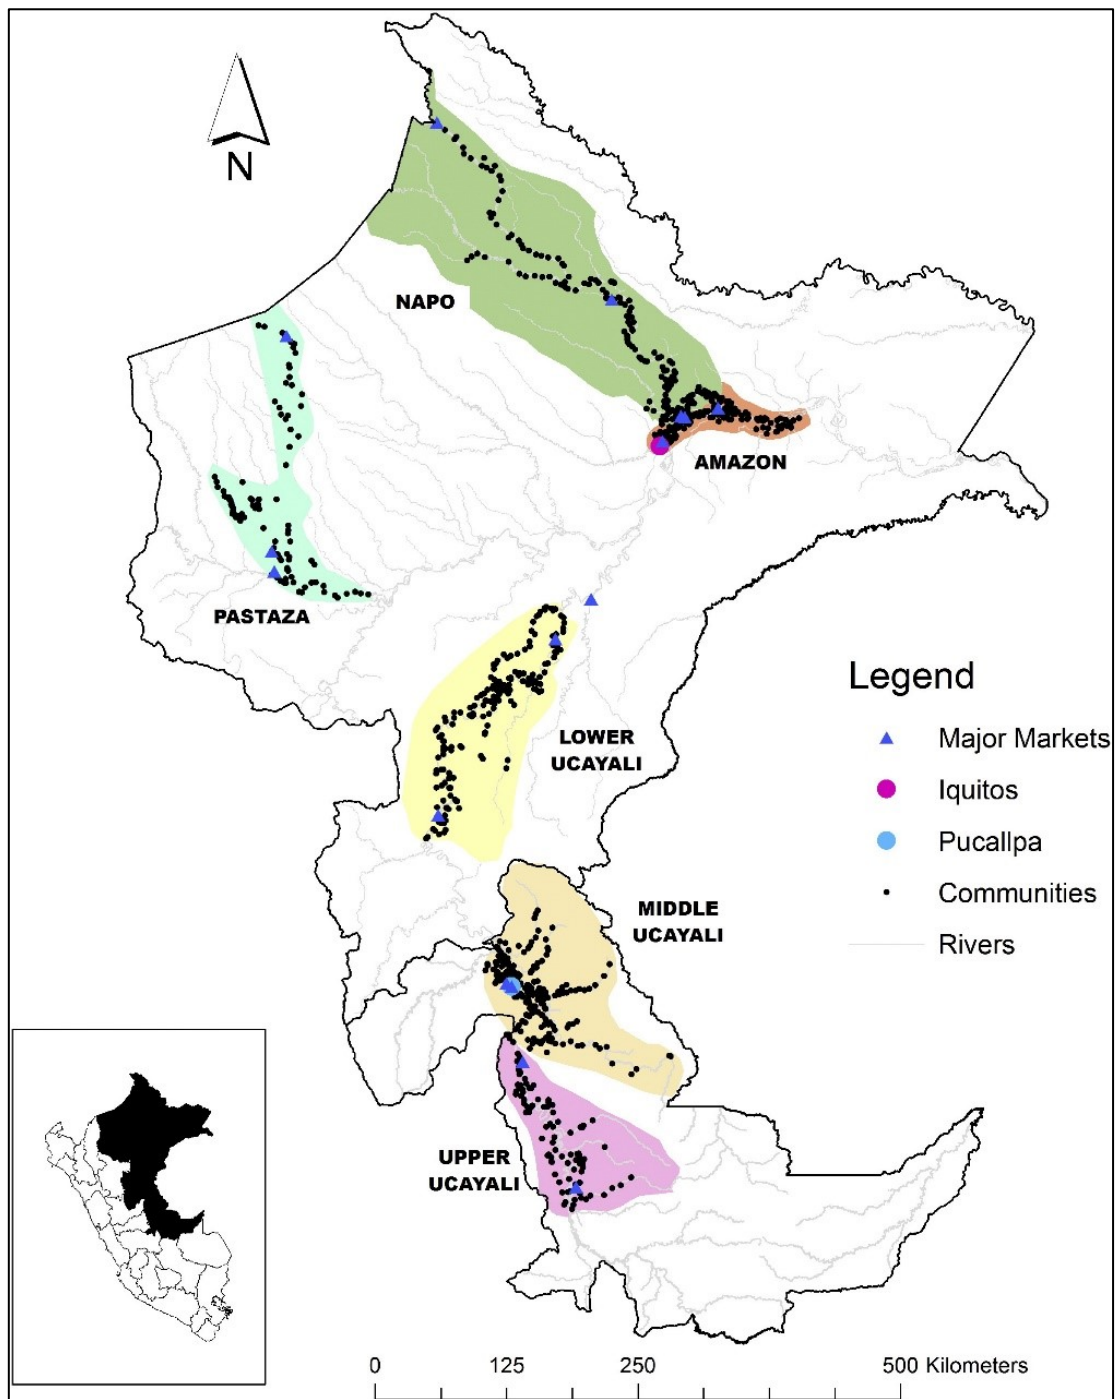 N
NAPO
AMAZON
PASTAZA
LOWER
UCAYALI
MIDDLE
UCAYALI
UPPER
UCAYALI
Legend
Major Markets
Iquitos
Pucallpa
Communities
Rivers
0 125 250 500 Kilometers